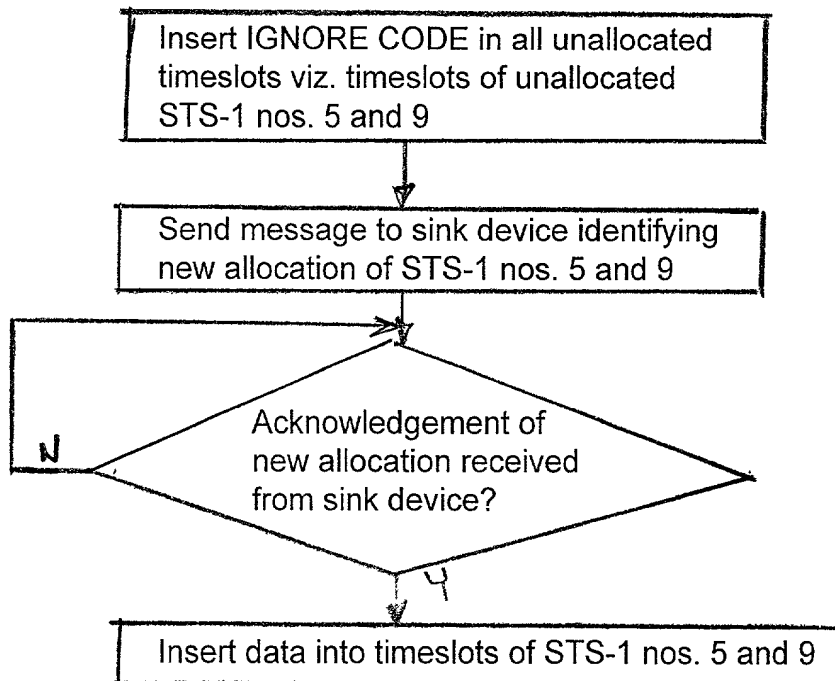 Insert IGNORE CODE in all unallocated
timeslots viz. timeslots of unallocated
STS-1 nos. 5 and 9
Send message to sink device identifying
new allocation of STS-1 nos. 5 and 9
Acknowledgement of
new allocation received
from sink device?
N
Y
Insert data into timeslots of STS-1 nos. 5 and 9